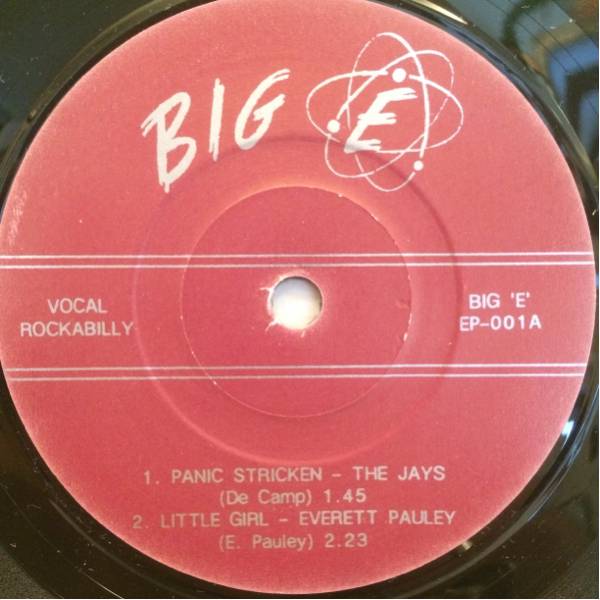 BIG E
VOCAL
ROCKABILLY
BIG 'E'
EP-001A
1. PANIC STRICKEN - THE JAYS
(De Camp) 1.45
2. LITTLE GIRL - EVERETT PAULEY
(E. Pauley) 2.23